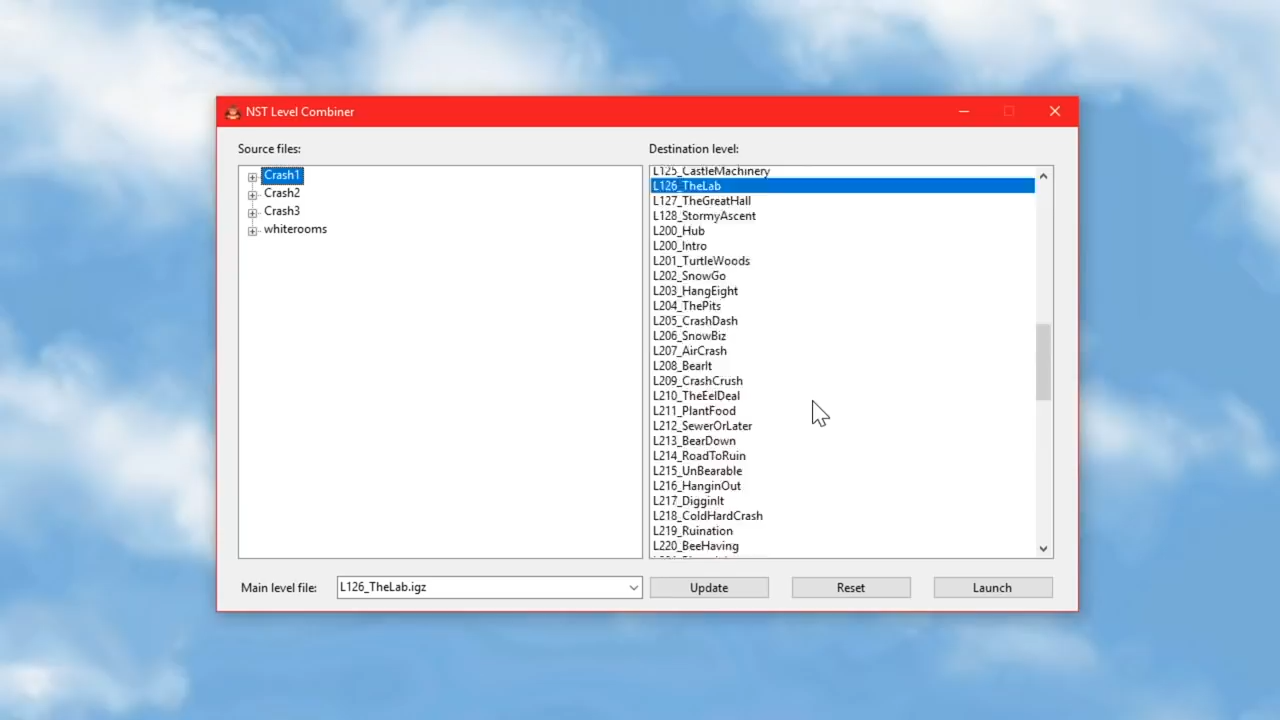 NST Level Combiner
Source files:
Crash1
Crash2
Crash3
whiterooms
Destination level:
L125_CastleMachinery
L126_TheLab
L127_TheGreatHall
L128_StormyAscent
L200_Hub
L200_Intro
L201_TurtleWoods
L202_SnowGo
L203_HangEight
L204_ThePits
L205_CrashDash
L206_SnowBiz
L207_AirCrash
L208_BearIt
L209_CrashCrush
L210_TheEelDeal
L211_PlantFood
L212_SewerOrLater
L213_BearDown
L214_RoadToRuin
L215_UnBearable
L216_HanginOut
L217_DigginIt
L218_ColdHardCrash
L219_Ruination
L220_BeeHaving
Main level file:
L126_TheLab.igz
Update
Reset
Launch